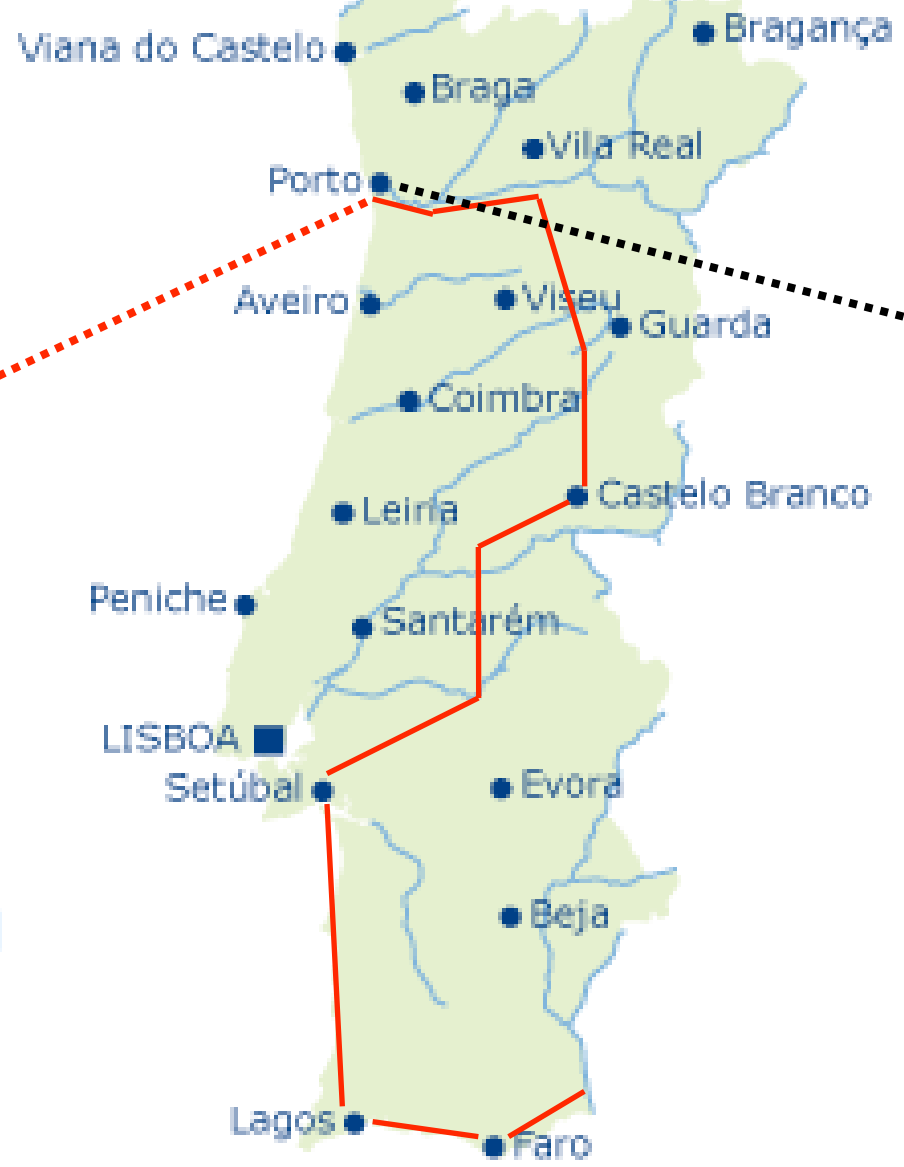 Viana do Castelo
Bragança
Braga
Vila Real
Porto
Aveiro
Viseu
Guarda
Coimbra
Castelo Branco
Leiria
Peniche
Santarém
LISBOA
Setúbal
Evora
Beja
Lagos
Faro